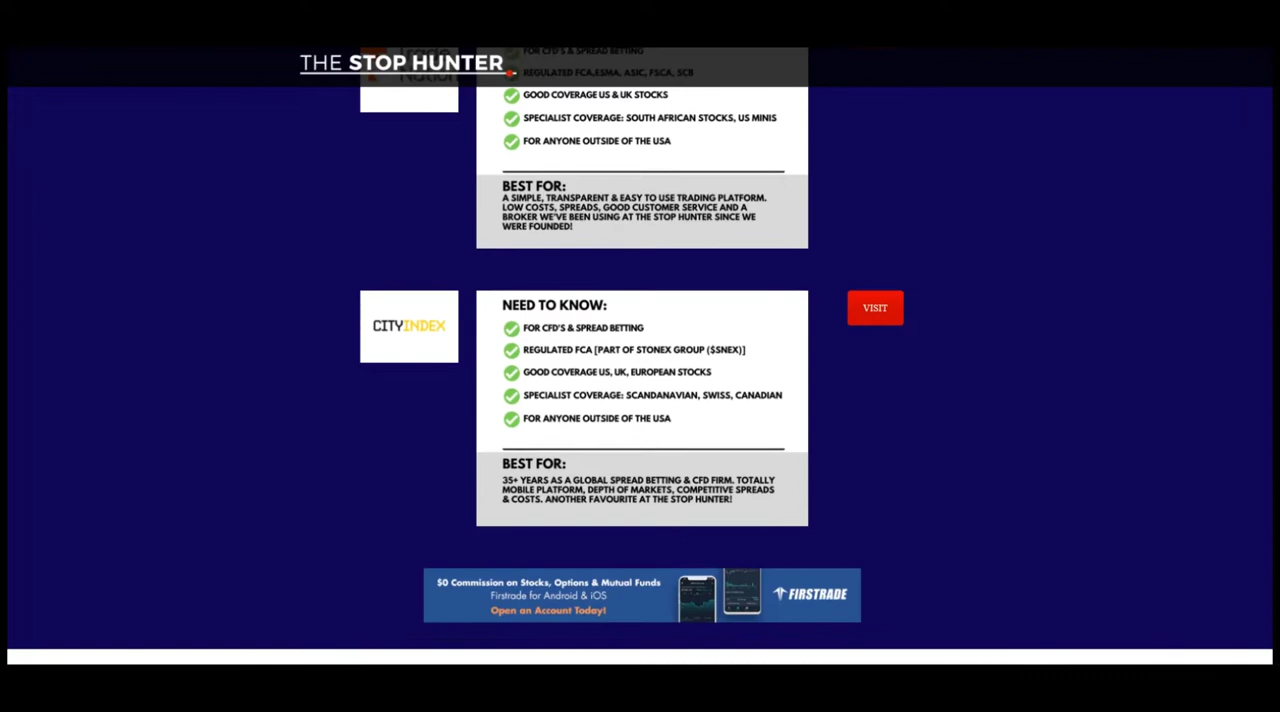 Trade
FOR CFD'S & SPREAD BETTING
THE STOP HUNTER
Nation
REGULATED FCA,ESMA, ASIC, FSCA, SCB
GOOD COVERAGE US & UK STOCKS
SPECIALIST COVERAGE: SOUTH AFRICAN STOCKS, US MINIS
FOR ANYONE OUTSIDE OF THE USA
BEST FOR:
A SIMPLE, TRANSPARENT & EASY TO USE TRADING PLATFORM.
LOW COSTS, SPREADS, GOOD CUSTOMER SERVICE AND A
BROKER WE'VE BEEN USING AT THE STOP HUNTER SINCE WE
WERE FOUNDED!
CITYINDEX
NEED TO KNOW:
VISIT
FOR CFD'S & SPREAD BETTING
REGULATED FCA [PART OF STONEX GROUP ($SNEX)]
GOOD COVERAGE US, UK, EUROPEAN STOCKS
SPECIALIST COVERAGE: SCANDANAVIAN, SWISS, CANADIAN
FOR ANYONE OUTSIDE OF THE USA
BEST FOR:
35+ YEARS AS A GLOBAL SPREAD BETTING & CFD FIRM. TOTALLY
MOBILE PLATFORM, DEPTH OF MARKETS, COMPETITIVE SPREADS
& COSTS. ANOTHER FAVOURITE AT THE STOP HUNTER!
$0 Commission on Stocks, Options & Mutual Funds
Firstrade for Android & iOS
Open an Account Today!
FIRSTRADE